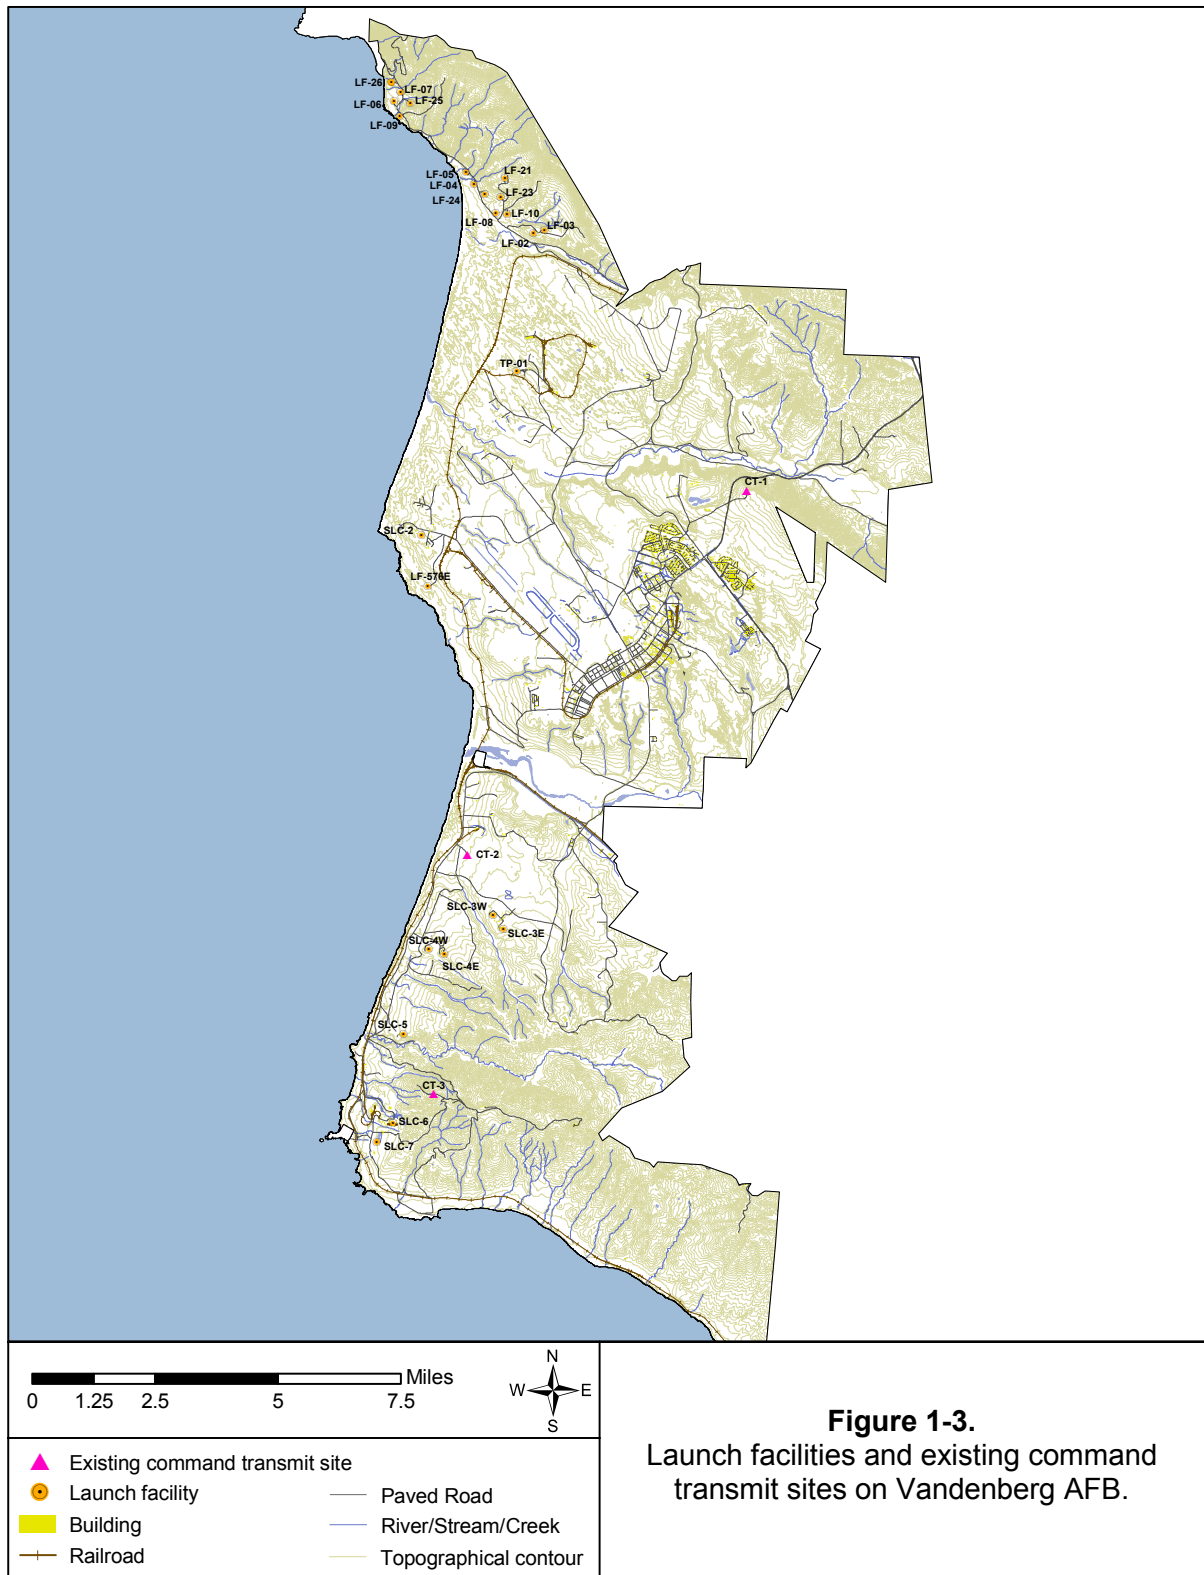 LF-26
LF-07
LF-06
LF-25
LF-09
LF-05
LF-21
LF-04
LF-24
LF-23
LF-08
LF-10
LF-03
LF-02
TP-01
CT-1
SLC-2
LF-576E
CT-2
SLC-3W
SLC-3E
SLC-4W
SLC-4E
SLC-5
CT-3
SLC-6
SLC-7
Miles
0 1.25 2.5 5 7.5
N
W E
S
Existing command transmit site
Launch facility
Building
Railroad
Paved Road
River/Stream/Creek
Topographical contour
Figure 1-3.
Launch facilities and existing command
transmit sites on Vandenberg AFB.